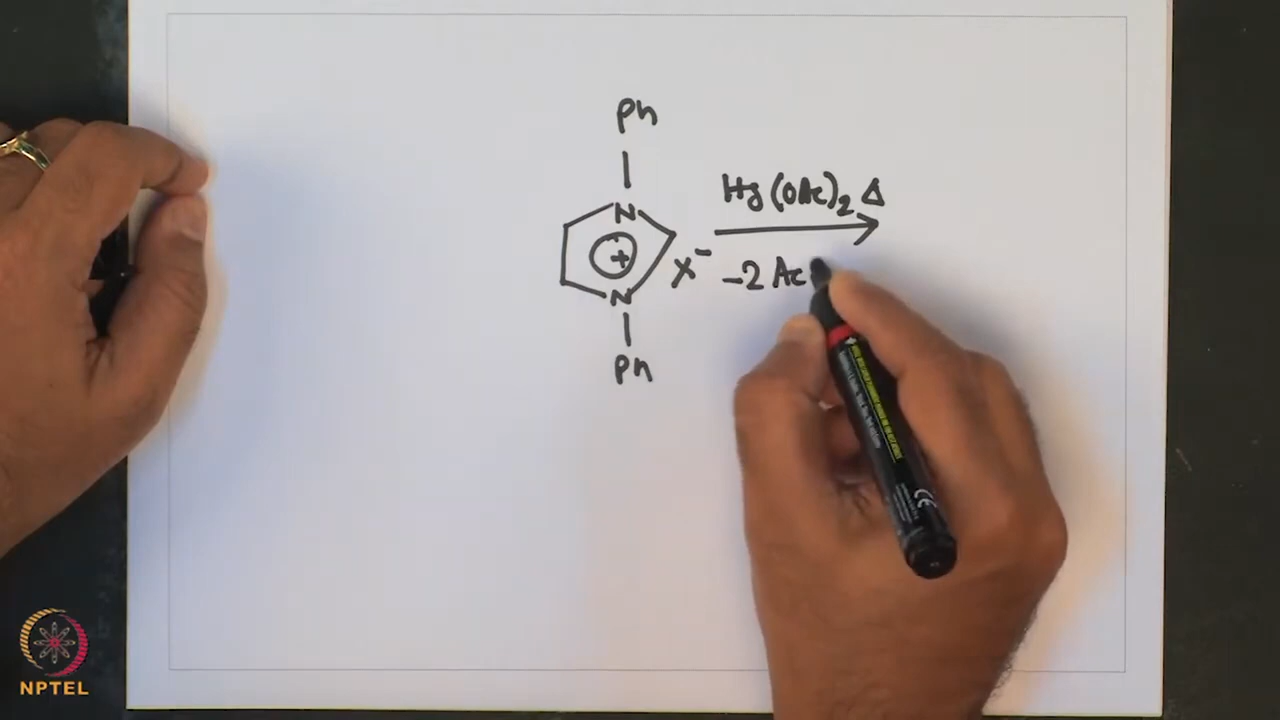 Ph
N
Hg(OAc)₂ Δ
+
X⁻
-2 Ac
N
Ph
NPTEL